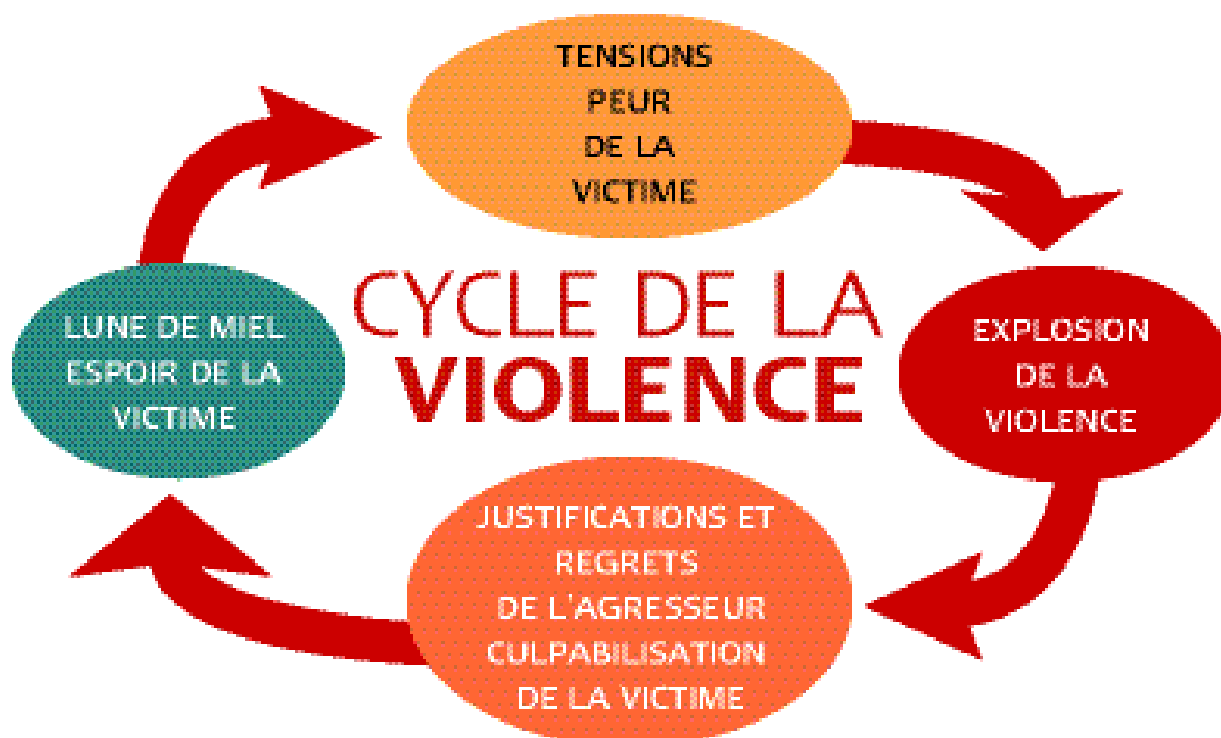 TENSIONS
PEUR
DE LA
VICTIME
CYCLE DE LA
VIOLENCE
LUNE DE MIEL
ESPOIR DE LA
VICTIME
EXPLOSION
DE LA
VIOLENCE
JUSTIFICATIONS ET
REGRETS
DE L'AGRESSEUR
CULPABILISATION
DE LA VICTIME